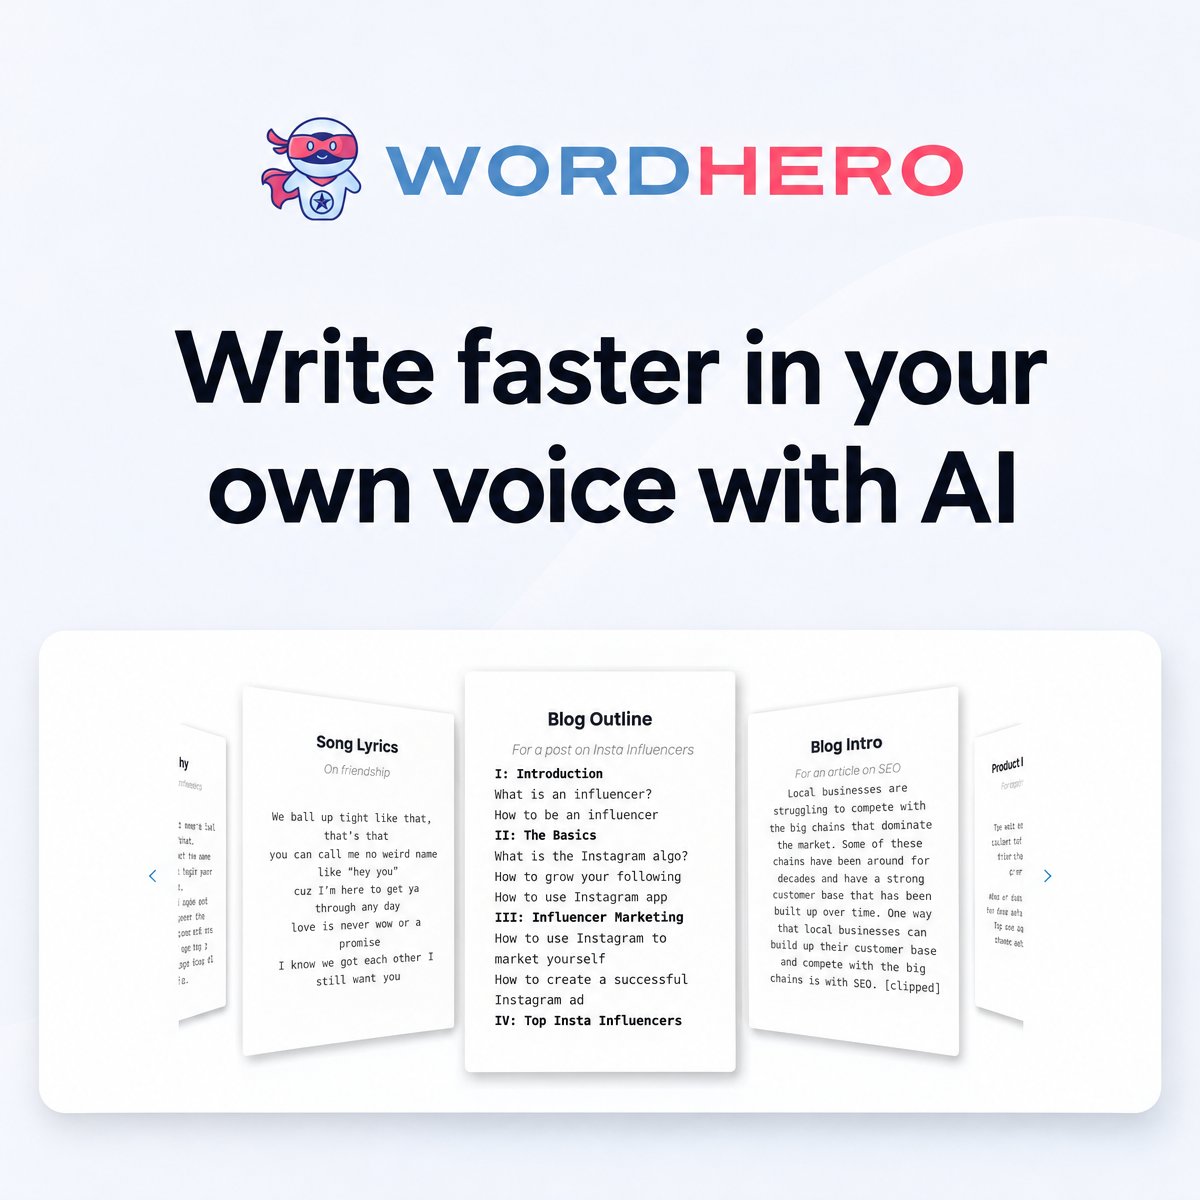 WORDHERO
Write faster in your
own voice with AI
hy
Song Lyrics
On friendship
We ball up tight like that,
that's that
you can call me no weird name
like “hey you”
cuz I’m here to get ya
through any day
love is never wow or a
promise
I know we got each other I
still want you
Blog Outline
For a post on Insta Influencers
I: Introduction
What is an influencer?
How to be an influencer
II: The Basics
What is the Instagram algo?
How to grow your following
How to use Instagram app
III: Influencer Marketing
How to use Instagram to
market yourself
How to create a successful
Instagram ad
IV: Top Insta Influencers
Blog Intro
For an article on SEO
Local businesses are
struggling to compete with
the big chains that dominate
the market. Some of these
chains have been around for
decades and have a strong
customer base that has been
built up over time. One way
that local businesses can
build up their customer base
and compete with the big
chains is with SEO. [clipped]
Product